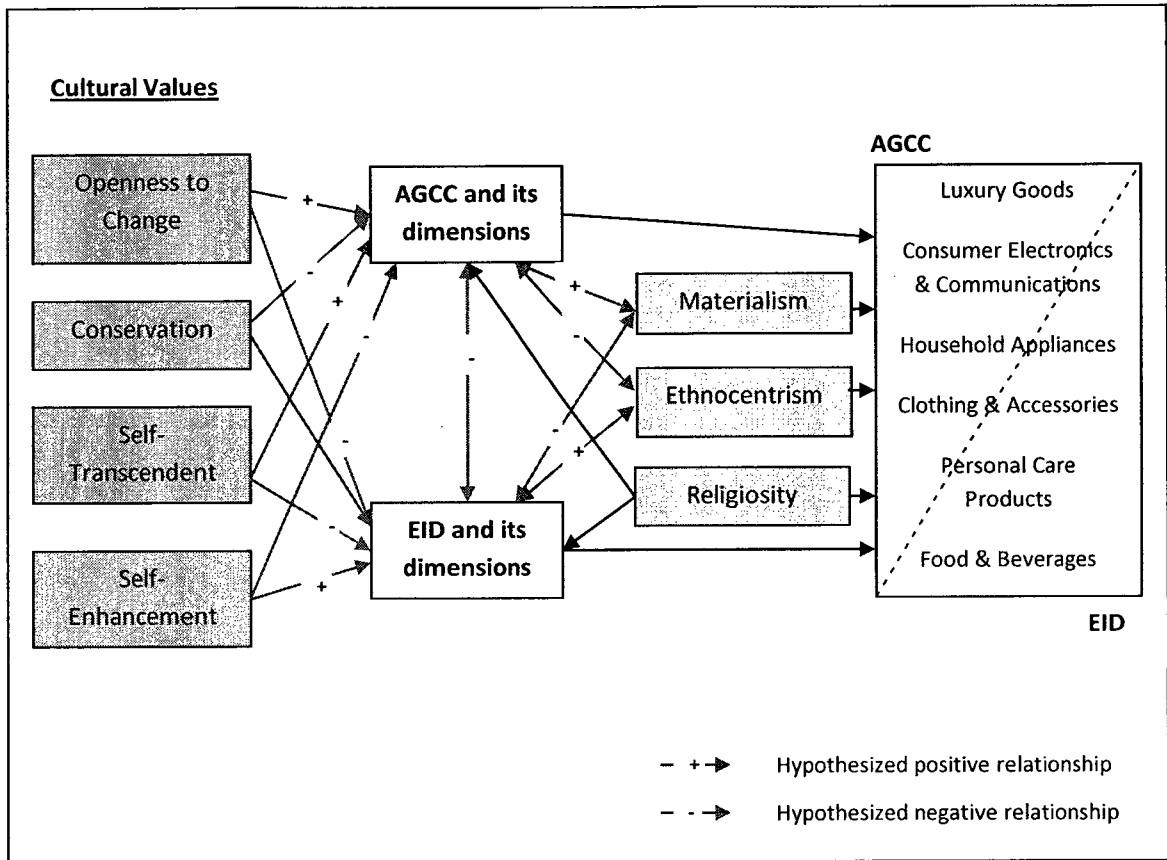 Cultural Values
Openness to
Change
Conservation
Self-
Transcendent
Self-
Enhancement
+
-
+
-
-
-
+
AGCC and its
dimensions
-
EID and its
dimensions
+
-
-
+
Materialism
Ethnocentrism
Religiosity
AGCC
Luxury Goods
Consumer Electronics
& Communications
Household Appliances
Clothing & Accessories
Personal Care
Products
Food & Beverages
EID
+ Hypothesized positive relationship
- Hypothesized negative relationship